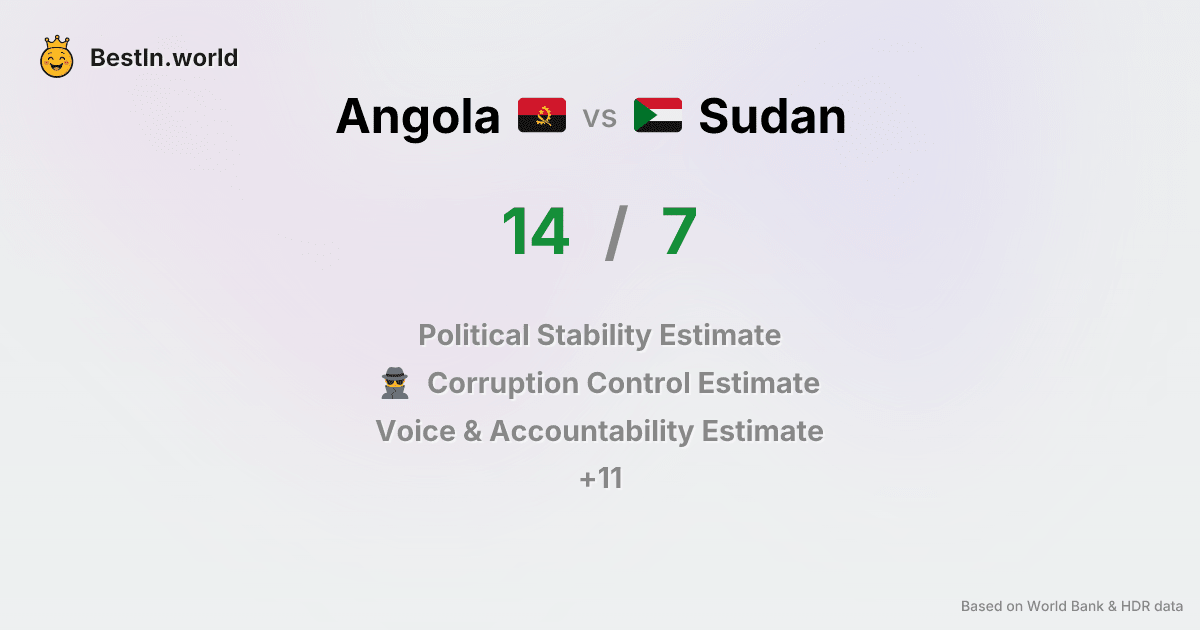 BestIn.world
Angola vs Sudan
14 / 7
Political Stability Estimate
Corruption Control Estimate
Voice & Accountability Estimate
+11
Based on World Bank & HDR data